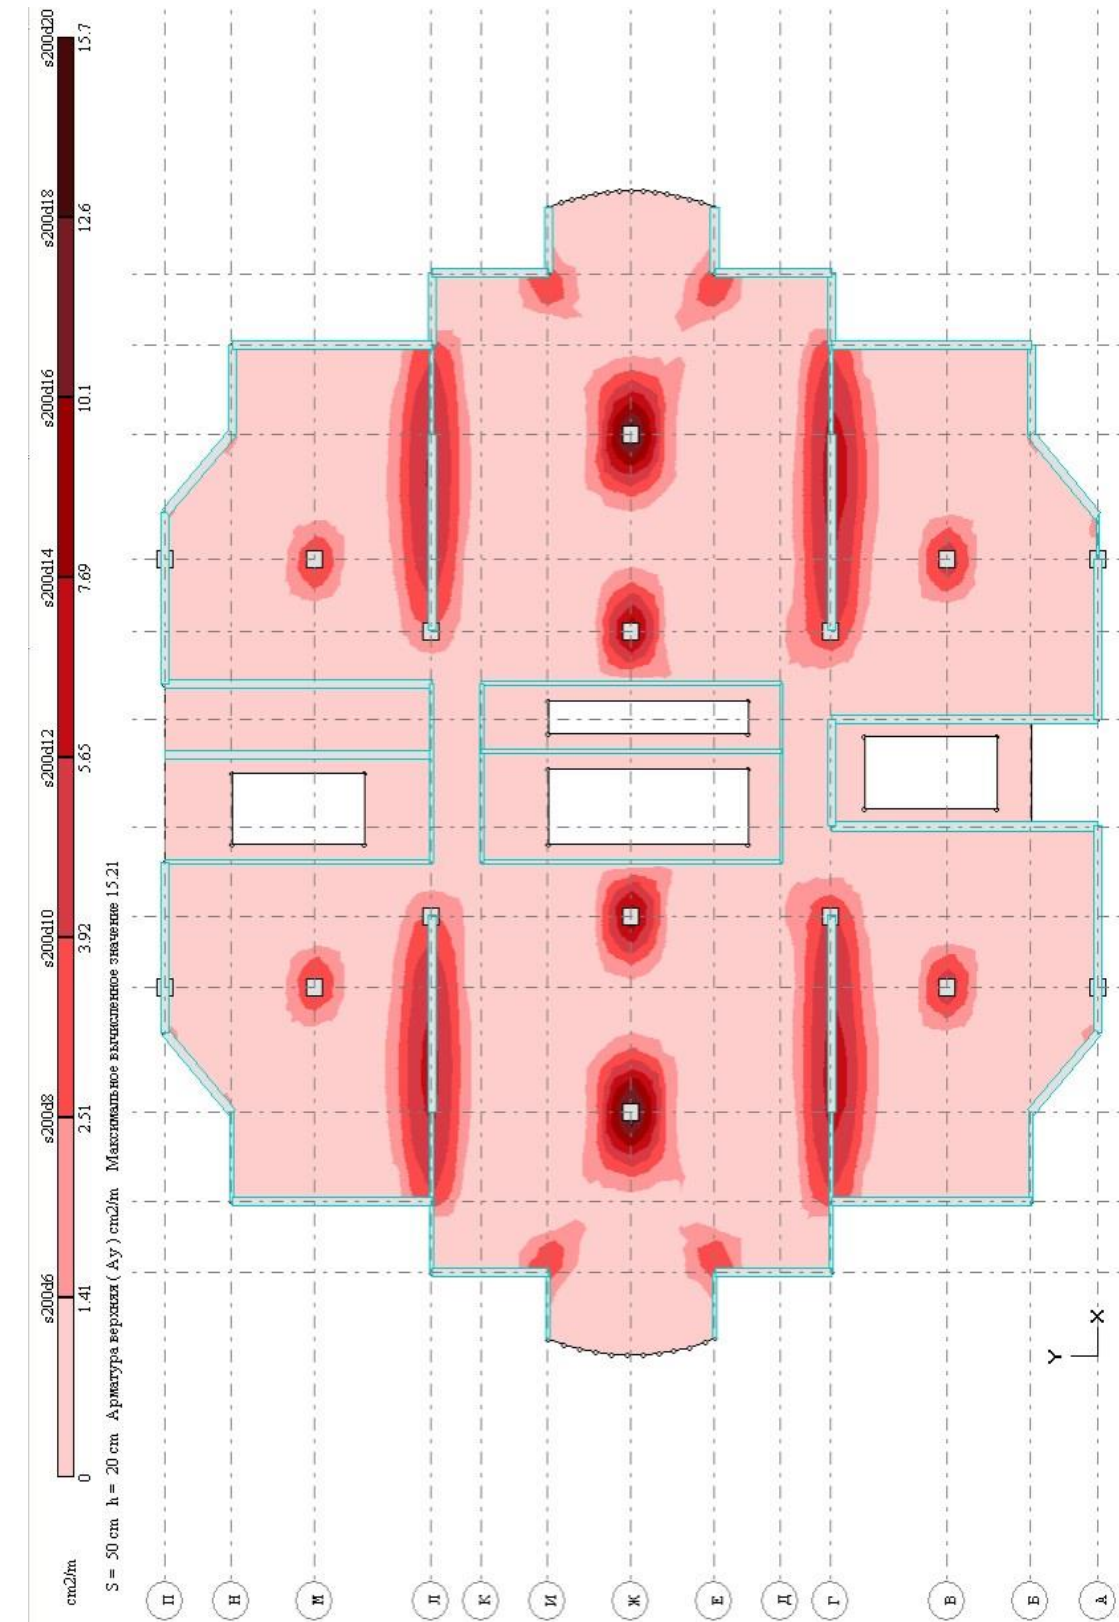 s200d6 s200d8 s200d10 s200d12 s200d14 s200d16 s200d18 s200d20
cm2/m 0 1.41 2.51 3.92 5.65 7.69 10.1 12.6 15.7
S = 50 cm h = 20 cm Арматура верхняя ( Ay ) cm2/m Максимальное вычисленное значение 15.21
П
Н
М
Л
К
И
Ж
Е
Д
Г
В
Б
А
Y
X